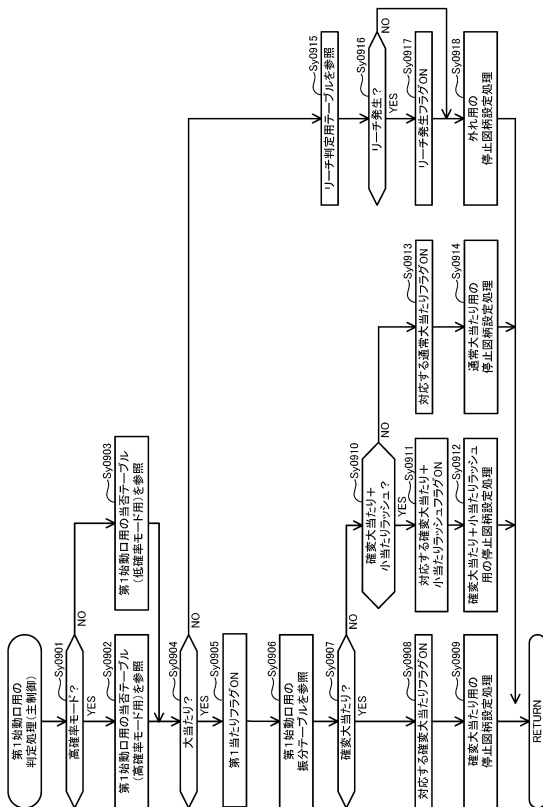 第1始動口用の
判定処理(主制御)
Sy0901
高確率モード?
YES
NO
Sy0902
第1始動口用の当否テーブル
(高確率モード用)を参照
Sy0903
第1始動口用の当否テーブル
(低確率モード用)を参照
Sy0904
大当たり?
YES
NO
Sy0905
第1当たりフラグON
Sy0906
第1始動口用の
振分テーブルを参照
Sy0907
確変大当たり?
YES
NO
Sy0908
対応する確変大当たりフラグON
Sy0909
確変大当たり用の
停止図柄設定処理
Sy0910
確変大当たり+
小当たりラッシュ?
YES
NO
Sy0911
対応する確変大当たり+
小当たりラッシュフラグON
Sy0912
確変大当たり+小当たりラッシュ
用の停止図柄設定処理
Sy0913
対応する通常大当たりフラグON
Sy0914
通常大当たり用の
停止図柄設定処理
Sy0915
リーチ判定用テーブルを参照
Sy0916
リーチ発生?
YES
NO
Sy0917
リーチ発生フラグON
Sy0918
外れ用の
停止図柄設定処理
RETURN